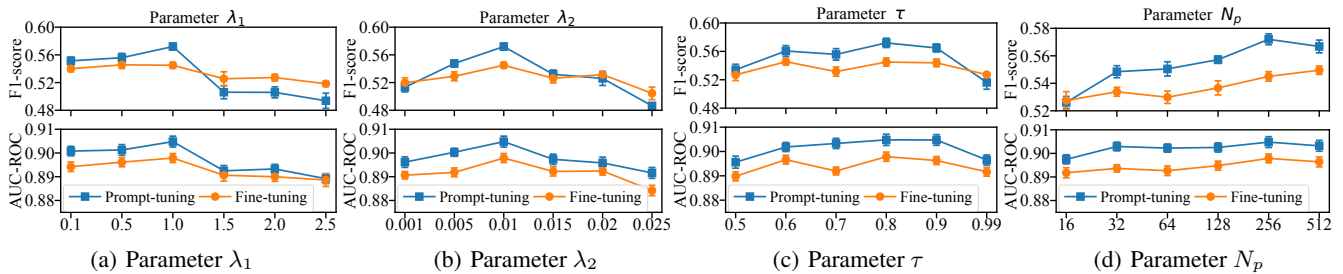 Parameter λ1
0.60
0.56
0.52
0.48
F1-score
0.91
0.90
0.89
0.88
AUC-ROC
Prompt-tuning Fine-tuning
0.1 0.5 1.0 1.5 2.0 2.5
(a) Parameter λ1
Parameter λ2
0.60
0.56
0.52
0.48
F1-score
0.91
0.90
0.89
0.88
AUC-ROC
Prompt-tuning Fine-tuning
0.001 0.005 0.01 0.015 0.02 0.025
(b) Parameter λ2
Parameter τ
0.60
0.56
0.52
0.48
F1-score
0.91
0.90
0.89
0.88
AUC-ROC
Prompt-tuning Fine-tuning
0.5 0.6 0.7 0.8 0.9 0.99
(c) Parameter τ
Parameter Np
0.58
0.56
0.54
0.52
F1-score
0.91
0.90
0.89
0.88
AUC-ROC
Prompt-tuning Fine-tuning
16 32 64 128 256 512
(d) Parameter Np